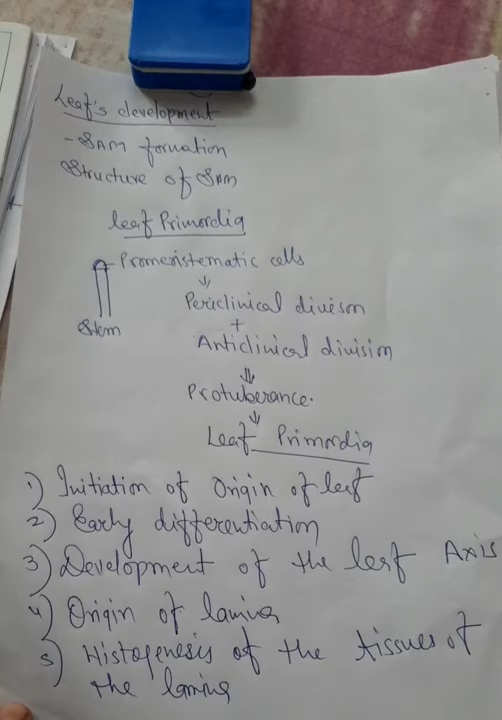 Leaf's development
- SAM formation
Structure of SAM
leaf Primordia
Promeristematic cells
⇓
Stem
Periclinical divison
+
Anticlinical division
⇓
Protuberance.
⇓
Leaf Primordia
1) Initiation of Origin of leaf
2) Early differentiation
3) Development of the leaf Axis
4) Origin of lamina
5) Histogenesis of the tissues of
the lamina